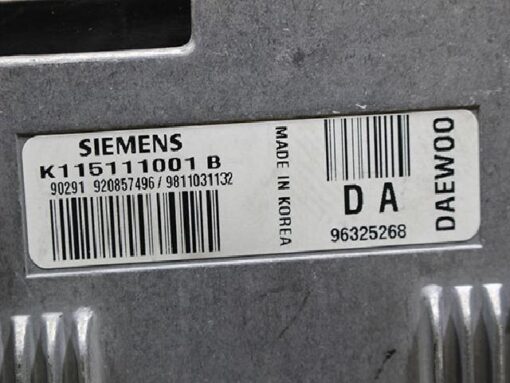 SIEMENS
K115111001 B
90291 920857496 / 9811031132
MADE IN KOREA
D A
96325268
DAEWOO